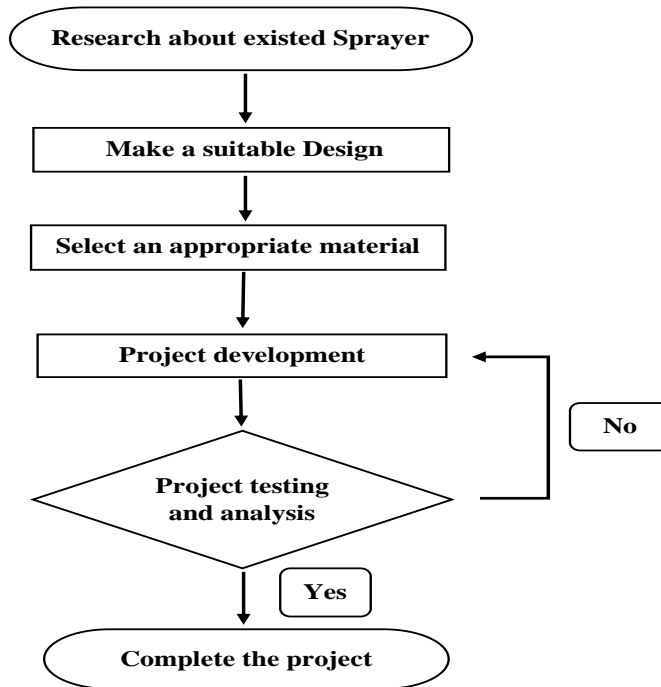 Research about existed Sprayer
Make a suitable Design
Select an appropriate material
Project development
No
Project testing
and analysis
Yes
Complete the project